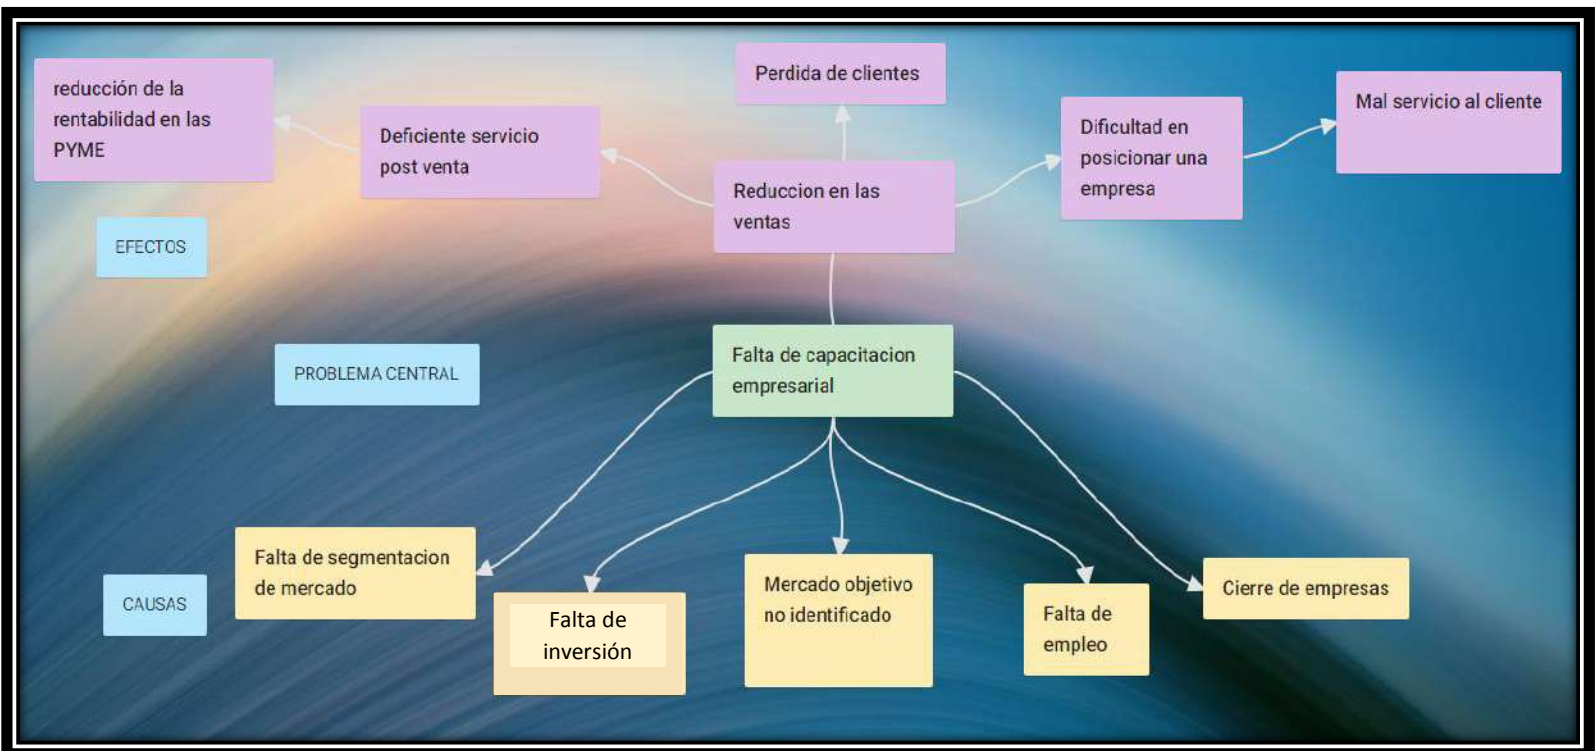 reducción de la
rentabilidad en las
PYME
Deficiente servicio
post venta
Perdida de clientes
Reduccion en las
ventas
Dificultad en
posicionar una
empresa
Mal servicio al cliente
EFECTOS
PROBLEMA CENTRAL
Falta de capacitacion
empresarial
CAUSAS
Falta de segmentacion
de mercado
Falta de
inversión
Mercado objetivo
no identificado
Falta de
empleo
Cierre de empresas